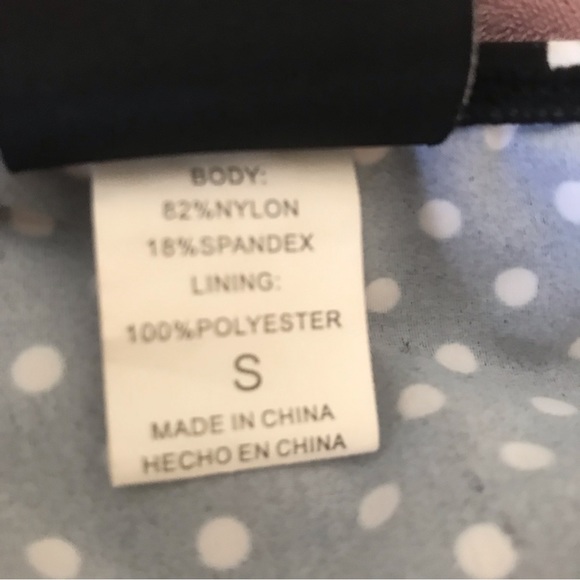 BODY:
82%NYLON
18%SPANDEX
LINING:
100%POLYESTER
S
MADE IN CHINA
HECHO EN CHINA